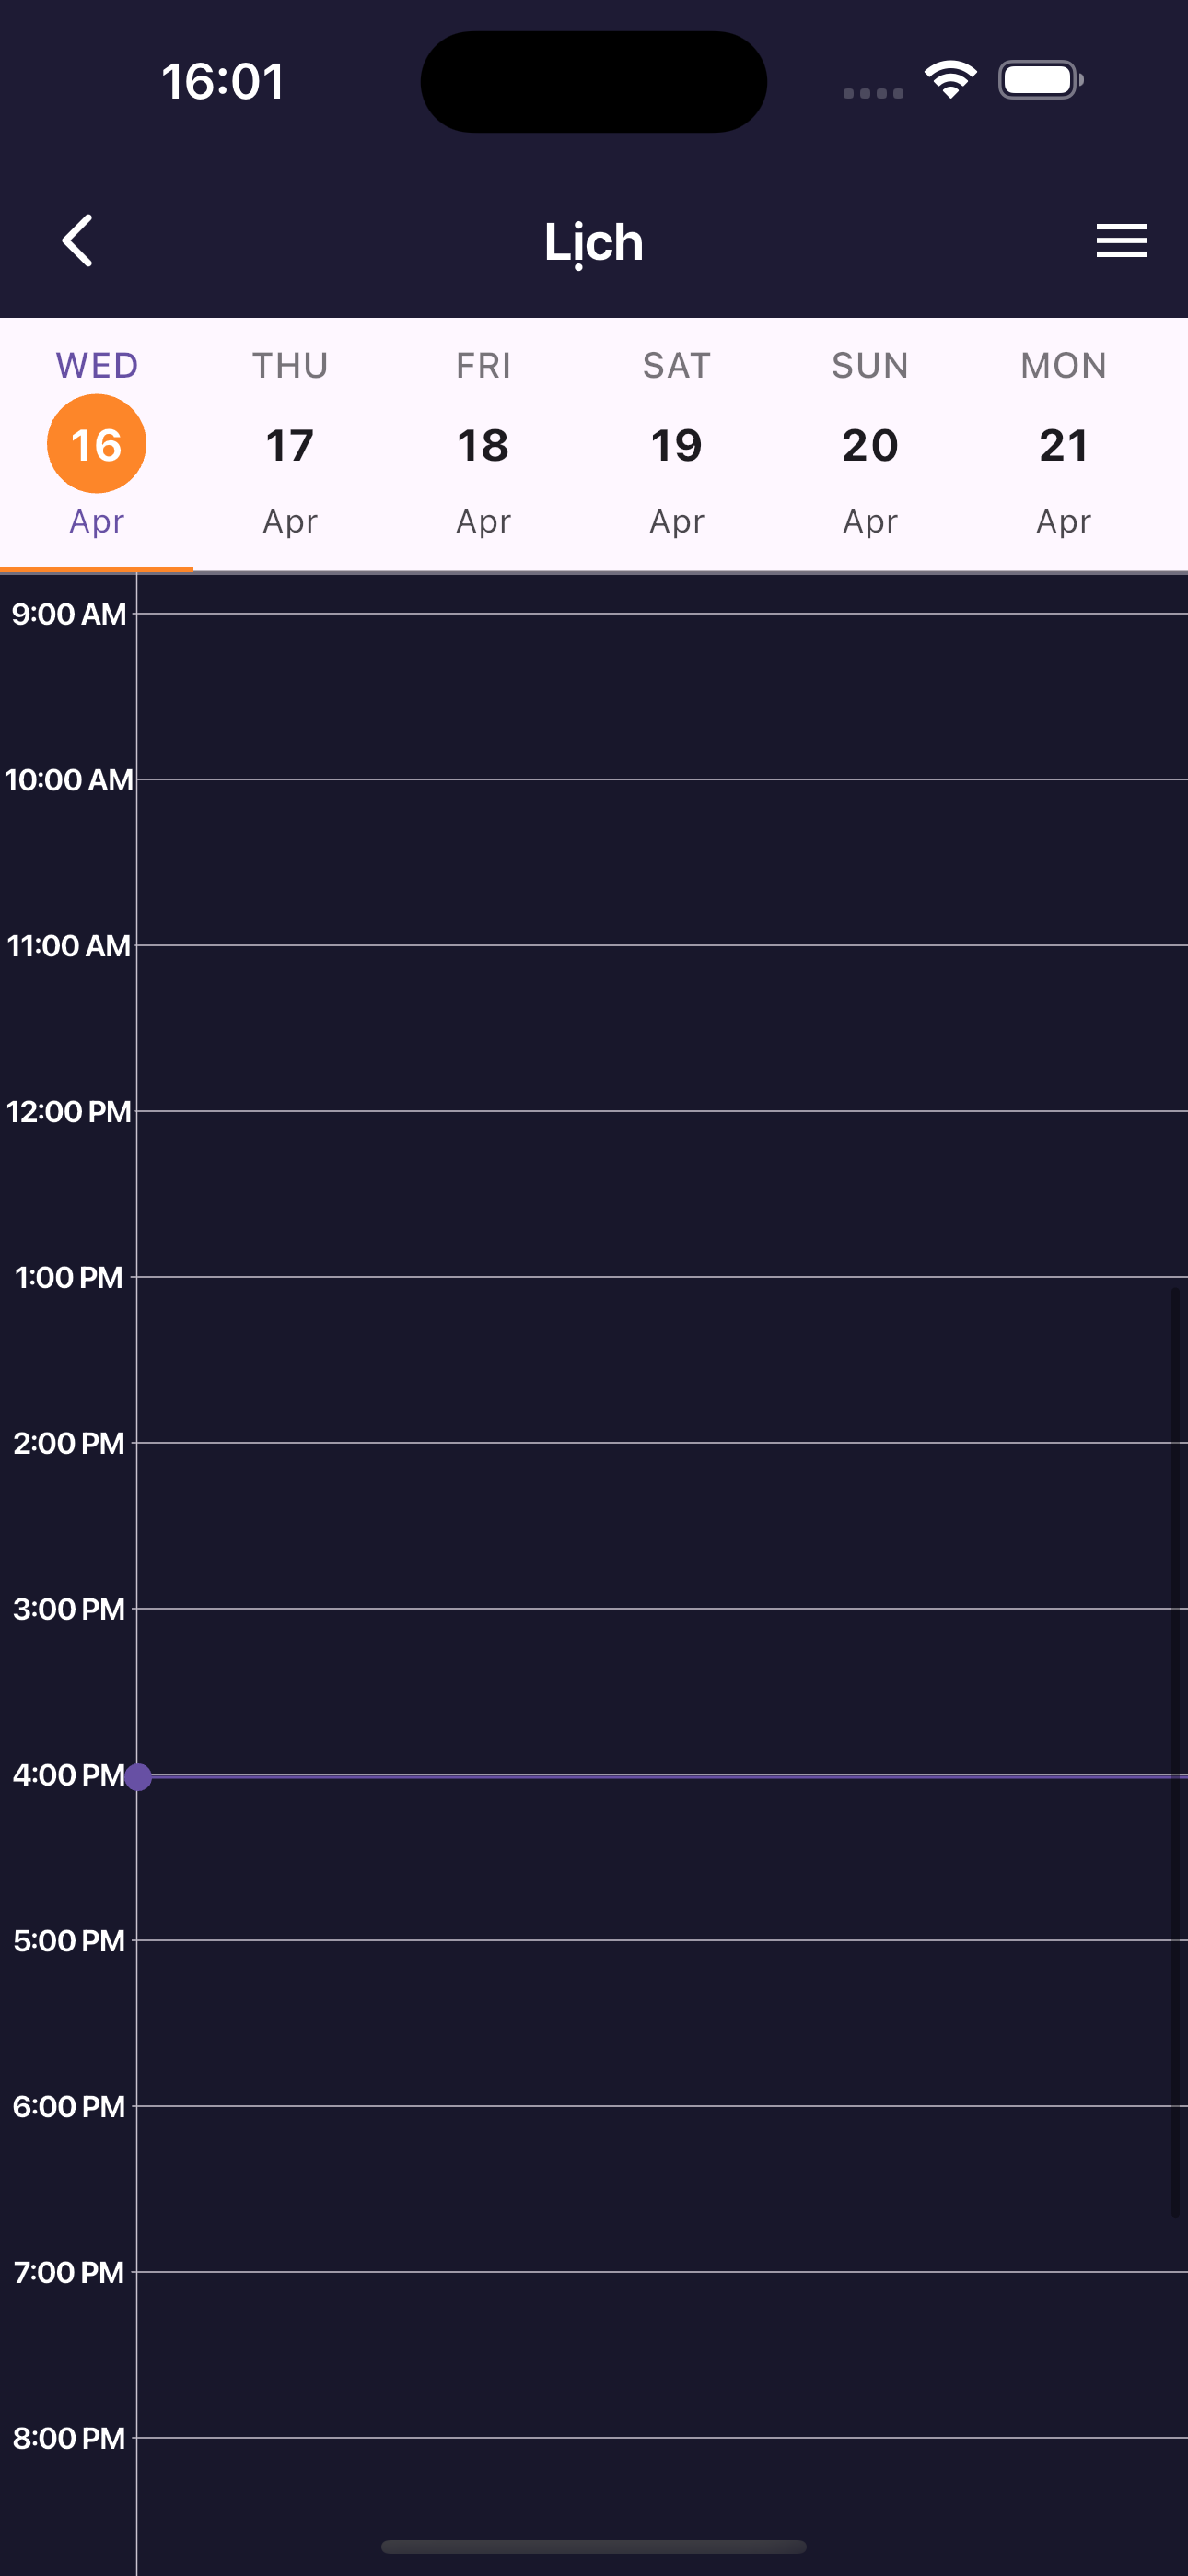 16:01
Lịch
WED THU FRI SAT SUN MON
16 17 18 19 20 21
Apr Apr Apr Apr Apr Apr
9:00 AM
10:00 AM
11:00 AM
12:00 PM
1:00 PM
2:00 PM
3:00 PM
4:00 PM
5:00 PM
6:00 PM
7:00 PM
8:00 PM